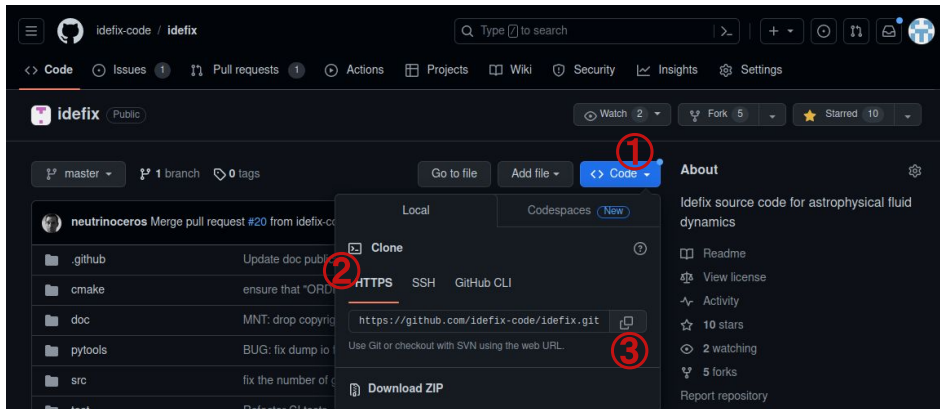 idefix-code / idefix
Type / to search
Code
Issues 1
Pull requests 1
Actions
Projects
Wiki
Security
Insights
Settings
idefix Public
Watch 2
Fork 5
Starred 10
①
master
1 branch
0 tags
Go to file
Add file
<> Code
About
Idefix source code for astrophysical fluid
dynamics
Local
Codespaces New
neutrinoceros Merge pull request #20 from idefix-co
Clone
Readme
.github
Update doc public
②
HTTPS
SSH
GitHub CLI
View license
cmake
ensure that "ORD
Activity
doc
MNT: drop copyrig
https://github.com/idefix-code/idefix.git
10 stars
pytools
BUG: fix dump io f
Use Git or checkout with SVN using the web URL.
③
2 watching
src
fix the number of g
5 forks
Download ZIP
Report repository